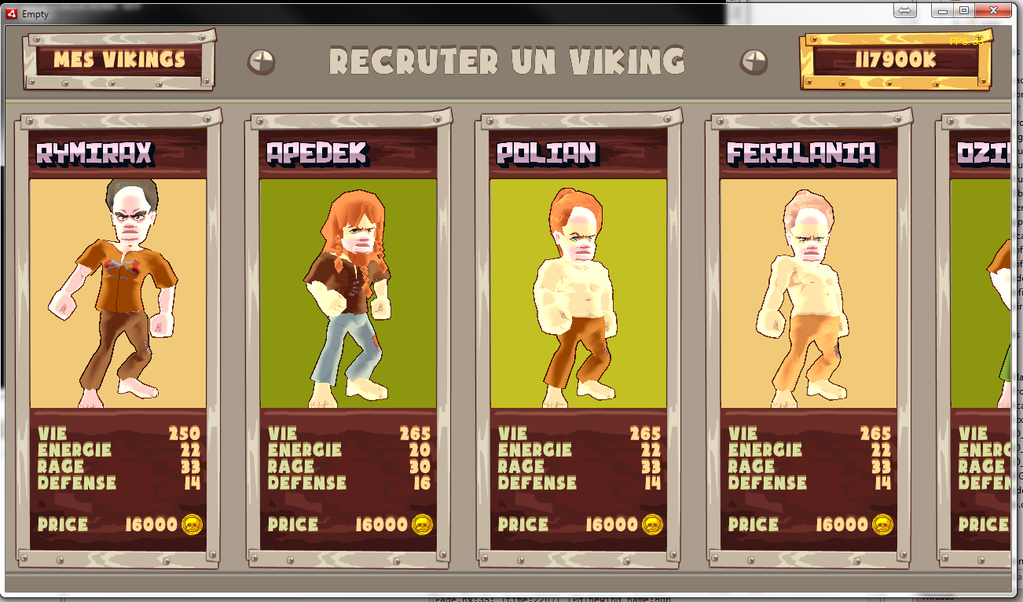 Empty
MES VIKINGS
RECRUTER UN VIKING
117900K
RYMIRAX
VIE 250
ENERGIE 22
RAGE 33
DEFENSE 14
PRICE 16000
APEDEK
VIE 265
ENERGIE 20
RAGE 30
DEFENSE 16
PRICE 16000
POLIAN
VIE 265
ENERGIE 22
RAGE 33
DEFENSE 14
PRICE 16000
FERILANIA
VIE 265
ENERGIE 22
RAGE 33
DEFENSE 14
PRICE 16000
VIE
RAGE
PRICE